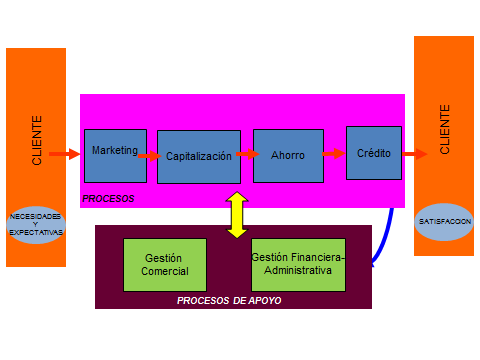 CLIENTE
NECESIDADES
Y
EXPECTATIVAS
Marketing
Capitalización
Ahorro
Crédito
PROCESOS
CLIENTE
SATISFACCION
Gestión
Comercial
Gestión Financiera-
Administrativa
PROCESOS DE APOYO